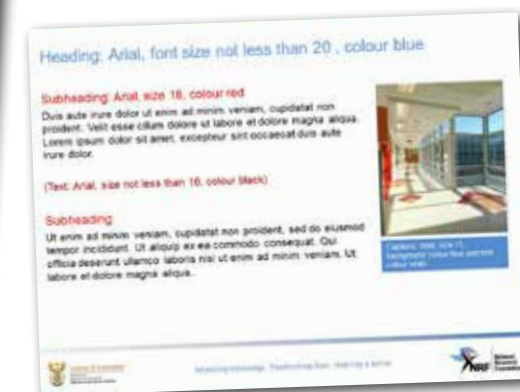 Heading: Arial, font size not less than 20 , colour blue
Subheading: Arial, size 18, colour red
Duis aute irure dolor ut enim ad minim veniam, cupidatat non
proident. Velit esse cillum dolore ut labore et dolore magna aliqua.
Lorem ipsum dolor sit amet, excepteur sint occaecat duis aute
irure dolor.
(Text, Arial, size not less than 16, colour black)
Subheading
Ut enim ad minim veniam, cupidatat non proident, sed do eiusmod
tempor incididunt. Ut aliquip ex ea commodo consequat. Qui
officia deserunt ullamco laboris nisi ut enim ad minim veniam. Ut
labore et dolore magna aliqua.
NRF
National
Research
Foundation